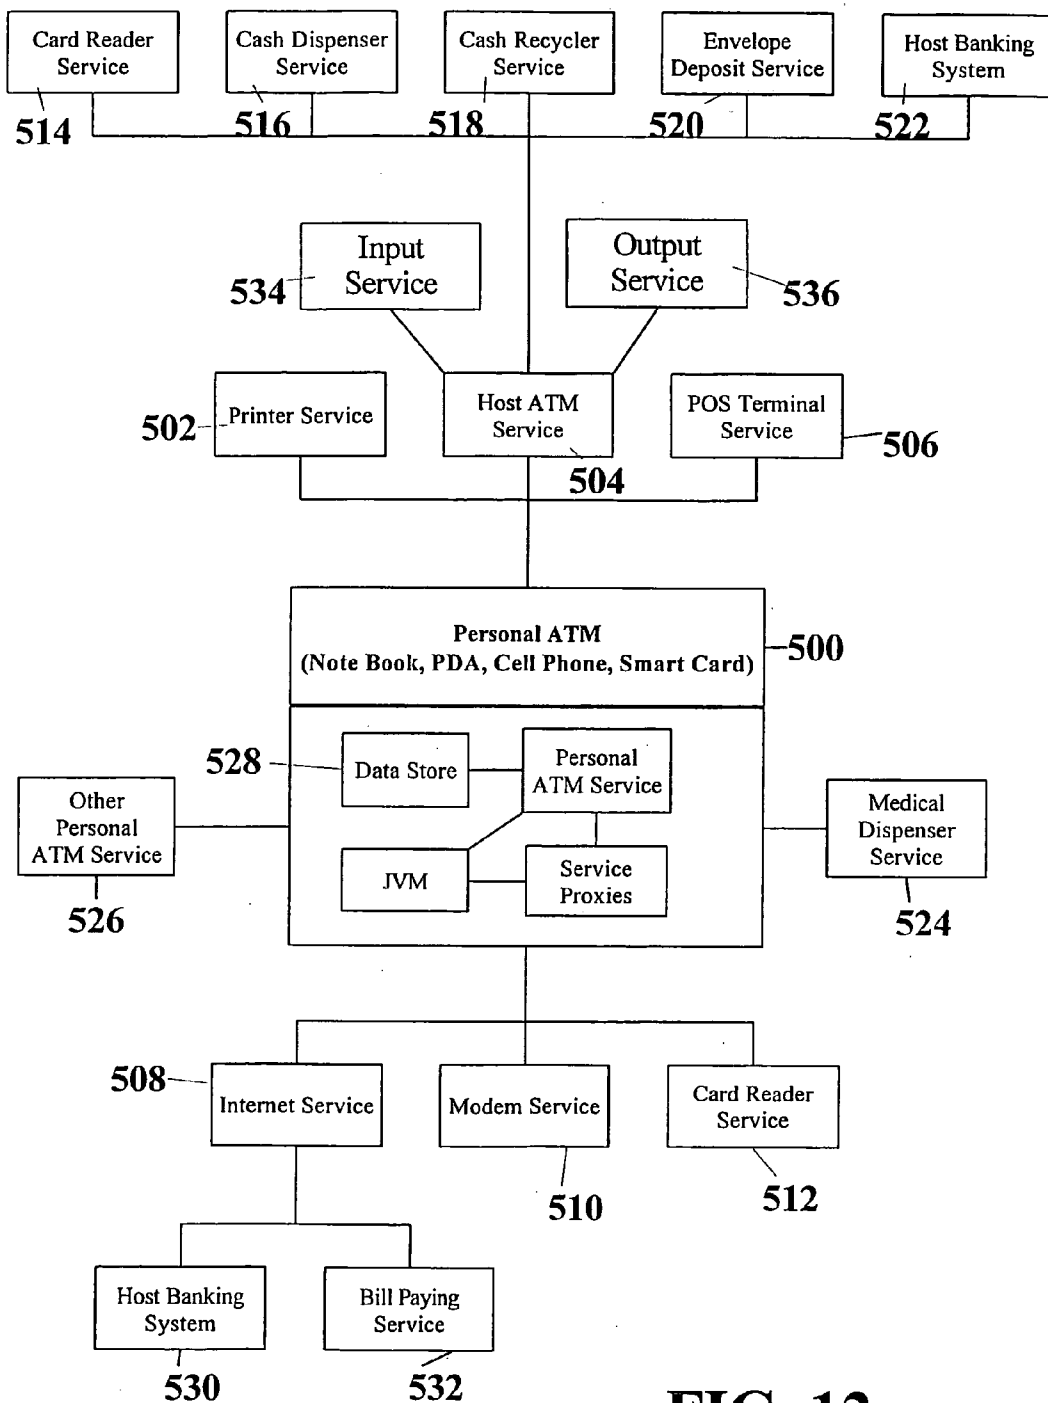 Card Reader
Service
Cash Dispenser
Service
Cash Recycler
Service
Envelope
Deposit Service
Host Banking
System
514
516
518
520
522
Input
Service
534
Output
Service
536
Printer Service
502
Host ATM
Service
504
POS Terminal
Service
506
Personal ATM
(Note Book, PDA, Cell Phone, Smart Card)
500
528
Data Store
Personal
ATM Service
JVM
Service
Proxies
Other
Personal
ATM Service
526
Medical
Dispenser
Service
524
508
Internet Service
Modem Service
510
Card Reader
Service
512
Host Banking
System
530
Bill Paying
Service
532